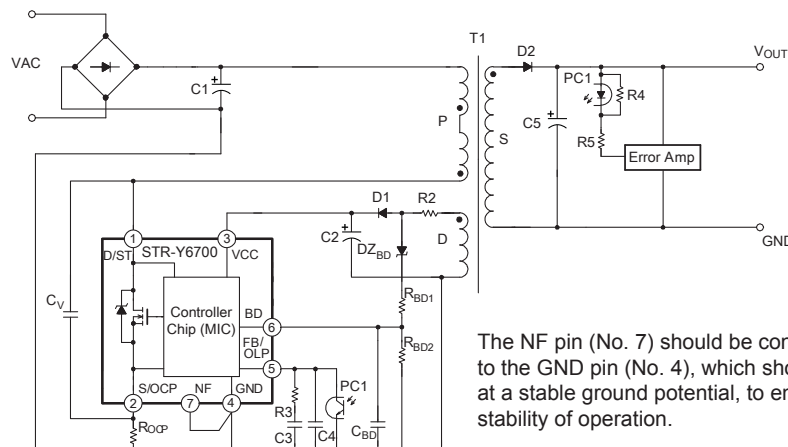 T1
D2
VOUT
VAC
C1
PC1
R4
P
C5
S
R5
Error Amp
D1
R2
GND
1
STR-Y6700
3
C2
D
D/ST
VCC
DZBD
CV
Controller
Chip (MIC)
BD
RBD1
6
FB/
OLP
RBD2
The NF pin (No. 7) should be con
5
to the GND pin (No. 4), which sho
S/OCP
NF
GND
PC1
at a stable ground potential, to en
2
7
4
R3
stability of operation.
ROCP
C3
C4
CBD